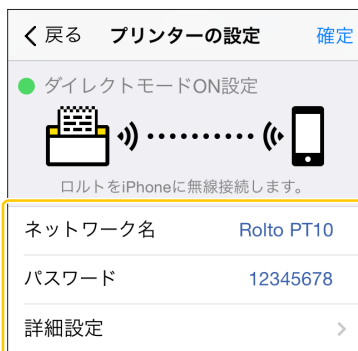 戻る プリンターの設定 確定
ダイレクトモードON設定
ロルトをiPhoneに無線接続します。
ネットワーク名 Rolto PT10
パスワード 12345678
詳細設定